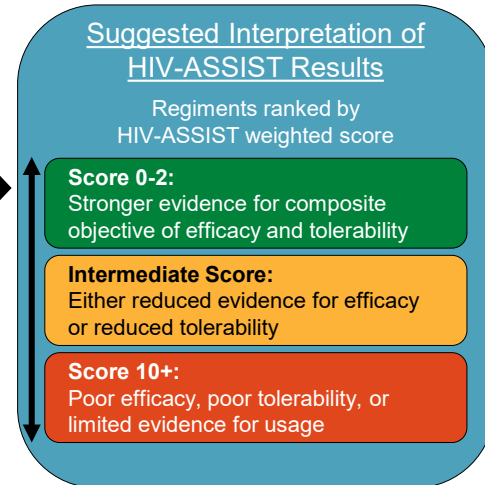 Suggested Interpretation of
HIV-ASSIST Results
Regiments ranked by
HIV-ASSIST weighted score
Score 0-2:
Stronger evidence for composite
objective of efficacy and tolerability
Intermediate Score:
Either reduced evidence for efficacy
or reduced tolerability
Score 10+:
Poor efficacy, poor tolerability, or
limited evidence for usage